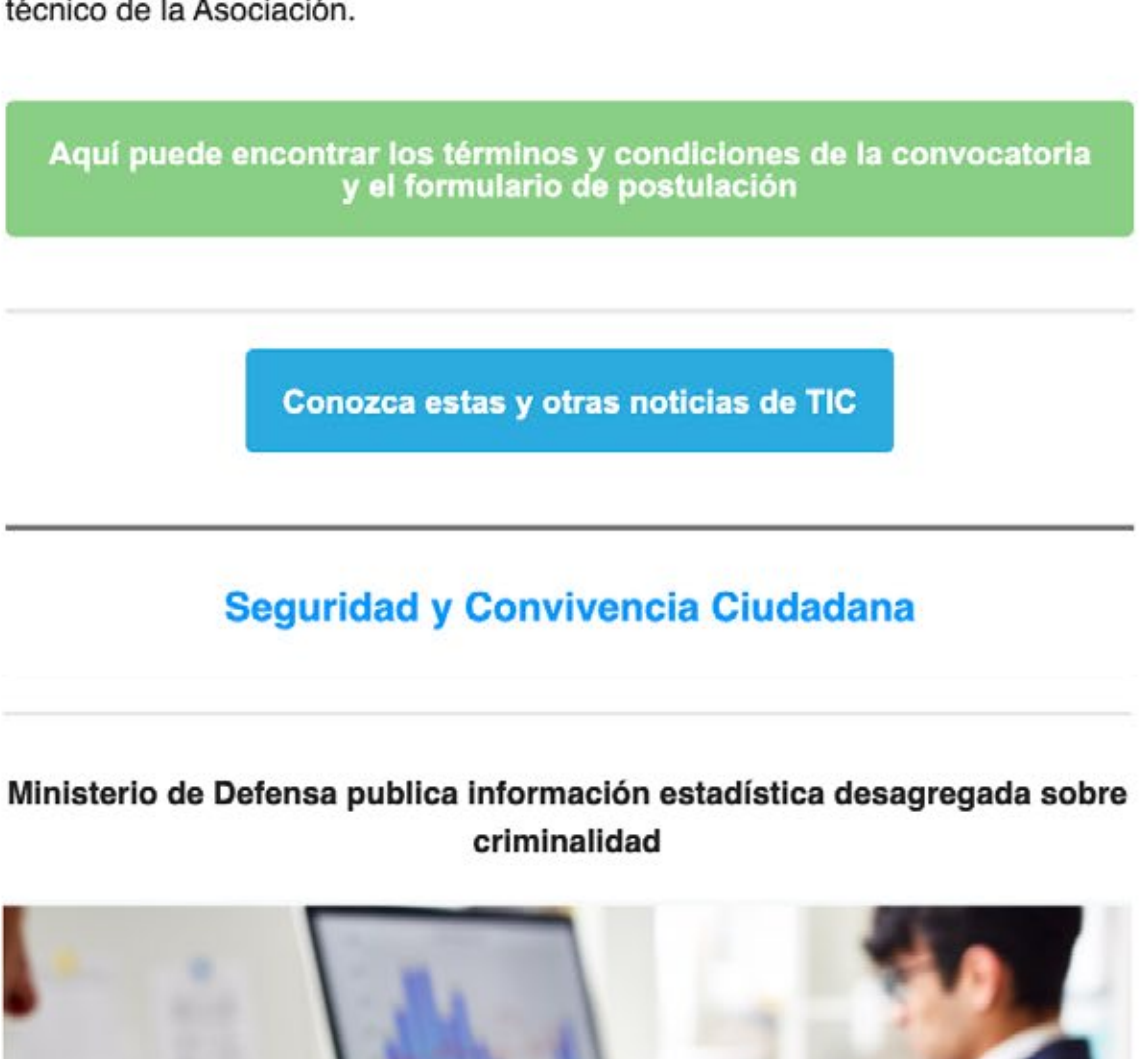 técnico de la Asociación.
Aquí puede encontrar los términos y condiciones de la convocatoria
y el formulario de postulación
Conozca estas y otras noticias de TIC
Seguridad y Convivencia Ciudadana
Ministerio de Defensa publica información estadística desagregada sobre
criminalidad